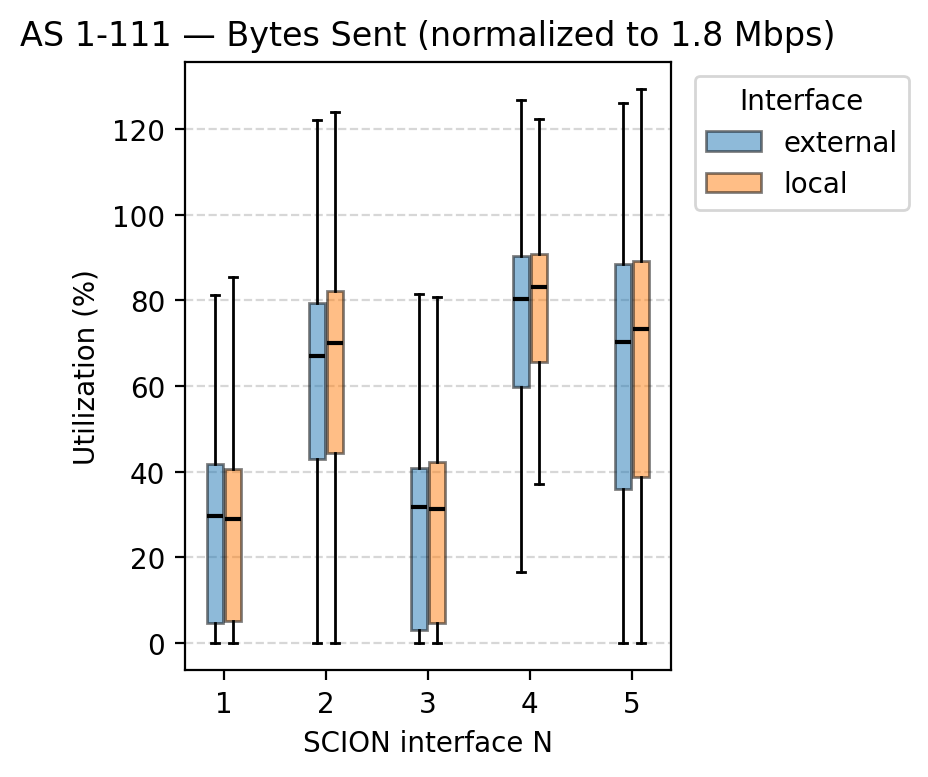 AS 1-111 — Bytes Sent (normalized to 1.8 Mbps)
Interface
external
local
Utilization (%)
120
100
80
60
40
20
0
1 2 3 4 5
SCION interface N